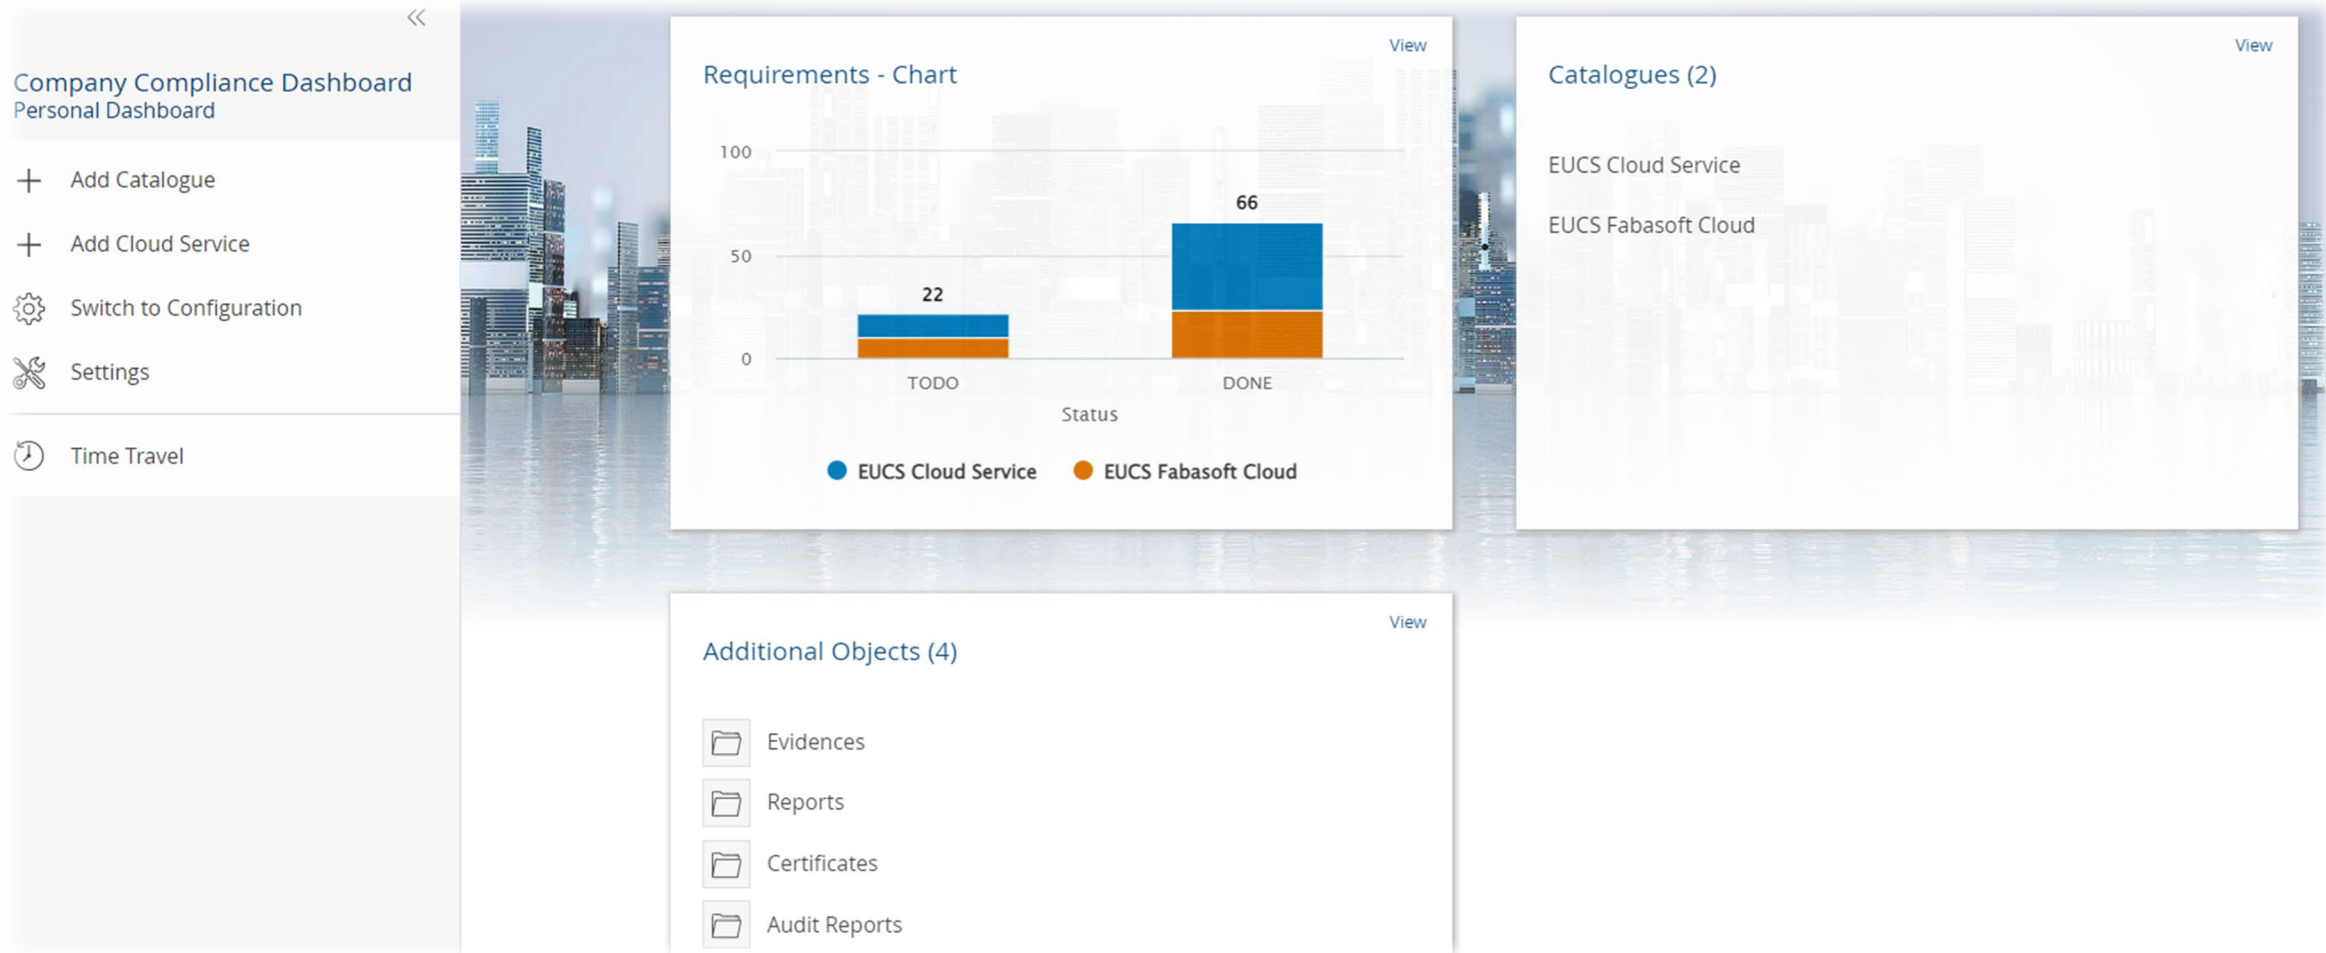 Company Compliance Dashboard
Personal Dashboard
Add Catalogue
Add Cloud Service
Switch to Configuration
Settings
Time Travel
View
Requirements - Chart
100
50
0
22
66
TODO
DONE
Status
EUCS Cloud Service
EUCS Fabasoft Cloud
View
Catalogues (2)
EUCS Cloud Service
EUCS Fabasoft Cloud
View
Additional Objects (4)
Evidences
Reports
Certificates
Audit Reports